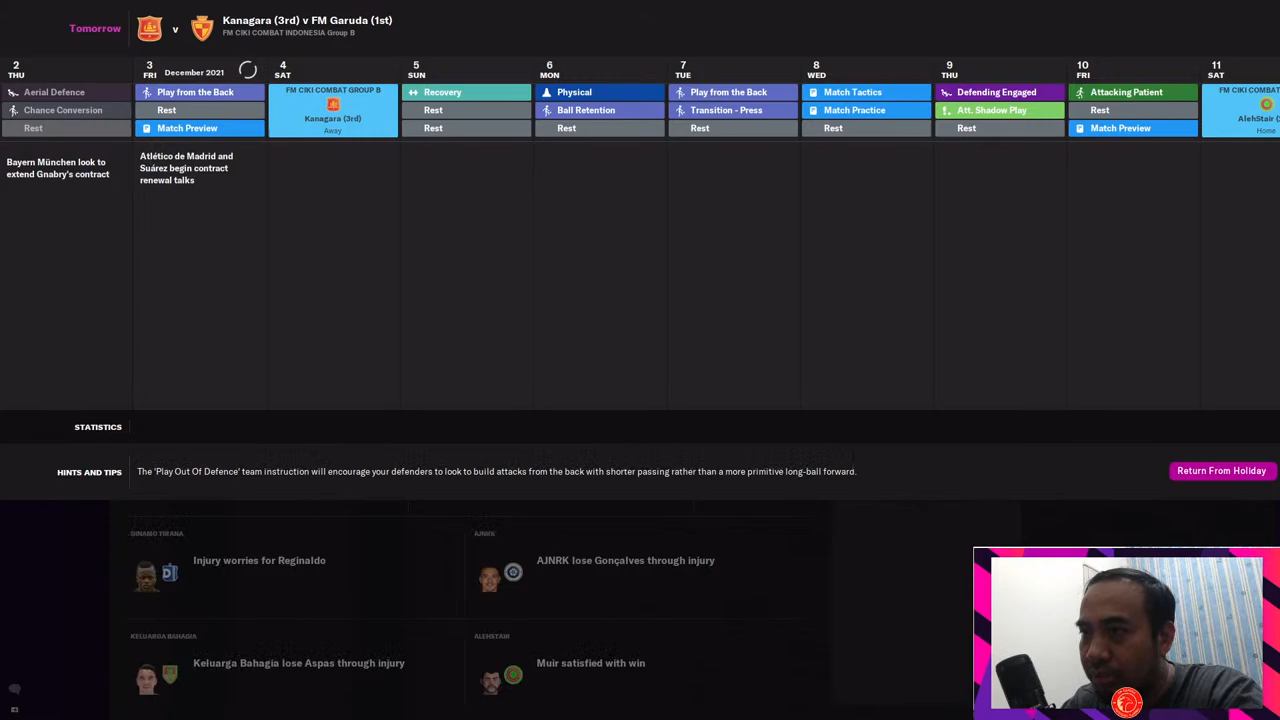 Tomorrow
v
Kanagara (3rd) v FM Garuda (1st)
FM CIKI COMBAT INDONESIA Group B
2
THU
3
FRI
December 2021
4
SAT
5
SUN
6
MON
7
TUE
8
WED
9
THU
10
FRI
11
SAT
Aerial Defence
Chance Conversion
Rest
Play from the Back
Rest
Match Preview
FM CIKI COMBAT GROUP B
Kanagara (3rd)
Away
Recovery
Rest
Rest
Physical
Ball Retention
Rest
Play from the Back
Transition - Press
Rest
Match Tactics
Match Practice
Rest
Defending Engaged
Att. Shadow Play
Rest
Attacking Patient
Rest
Match Preview
FM CIKI COMBAT
AlehStair (
Home
Bayern München look to
extend Gnabry's contract
Atlético de Madrid and
Suárez begin contract
renewal talks
STATISTICS
HINTS AND TIPS
The 'Play Out Of Defence' team instruction will encourage your defenders to look to build attacks from the back with shorter passing rather than a more primitive long-ball forward.
Return From Holiday
DINAMO TIRANA
Injury worries for Reginaldo
AJNRK
AJNRK lose Gonçalves through injury
KELUARGA BAHAGIA
Keluarga Bahagia lose Aspas through injury
ALEHSTAIR
Muir satisfied with win